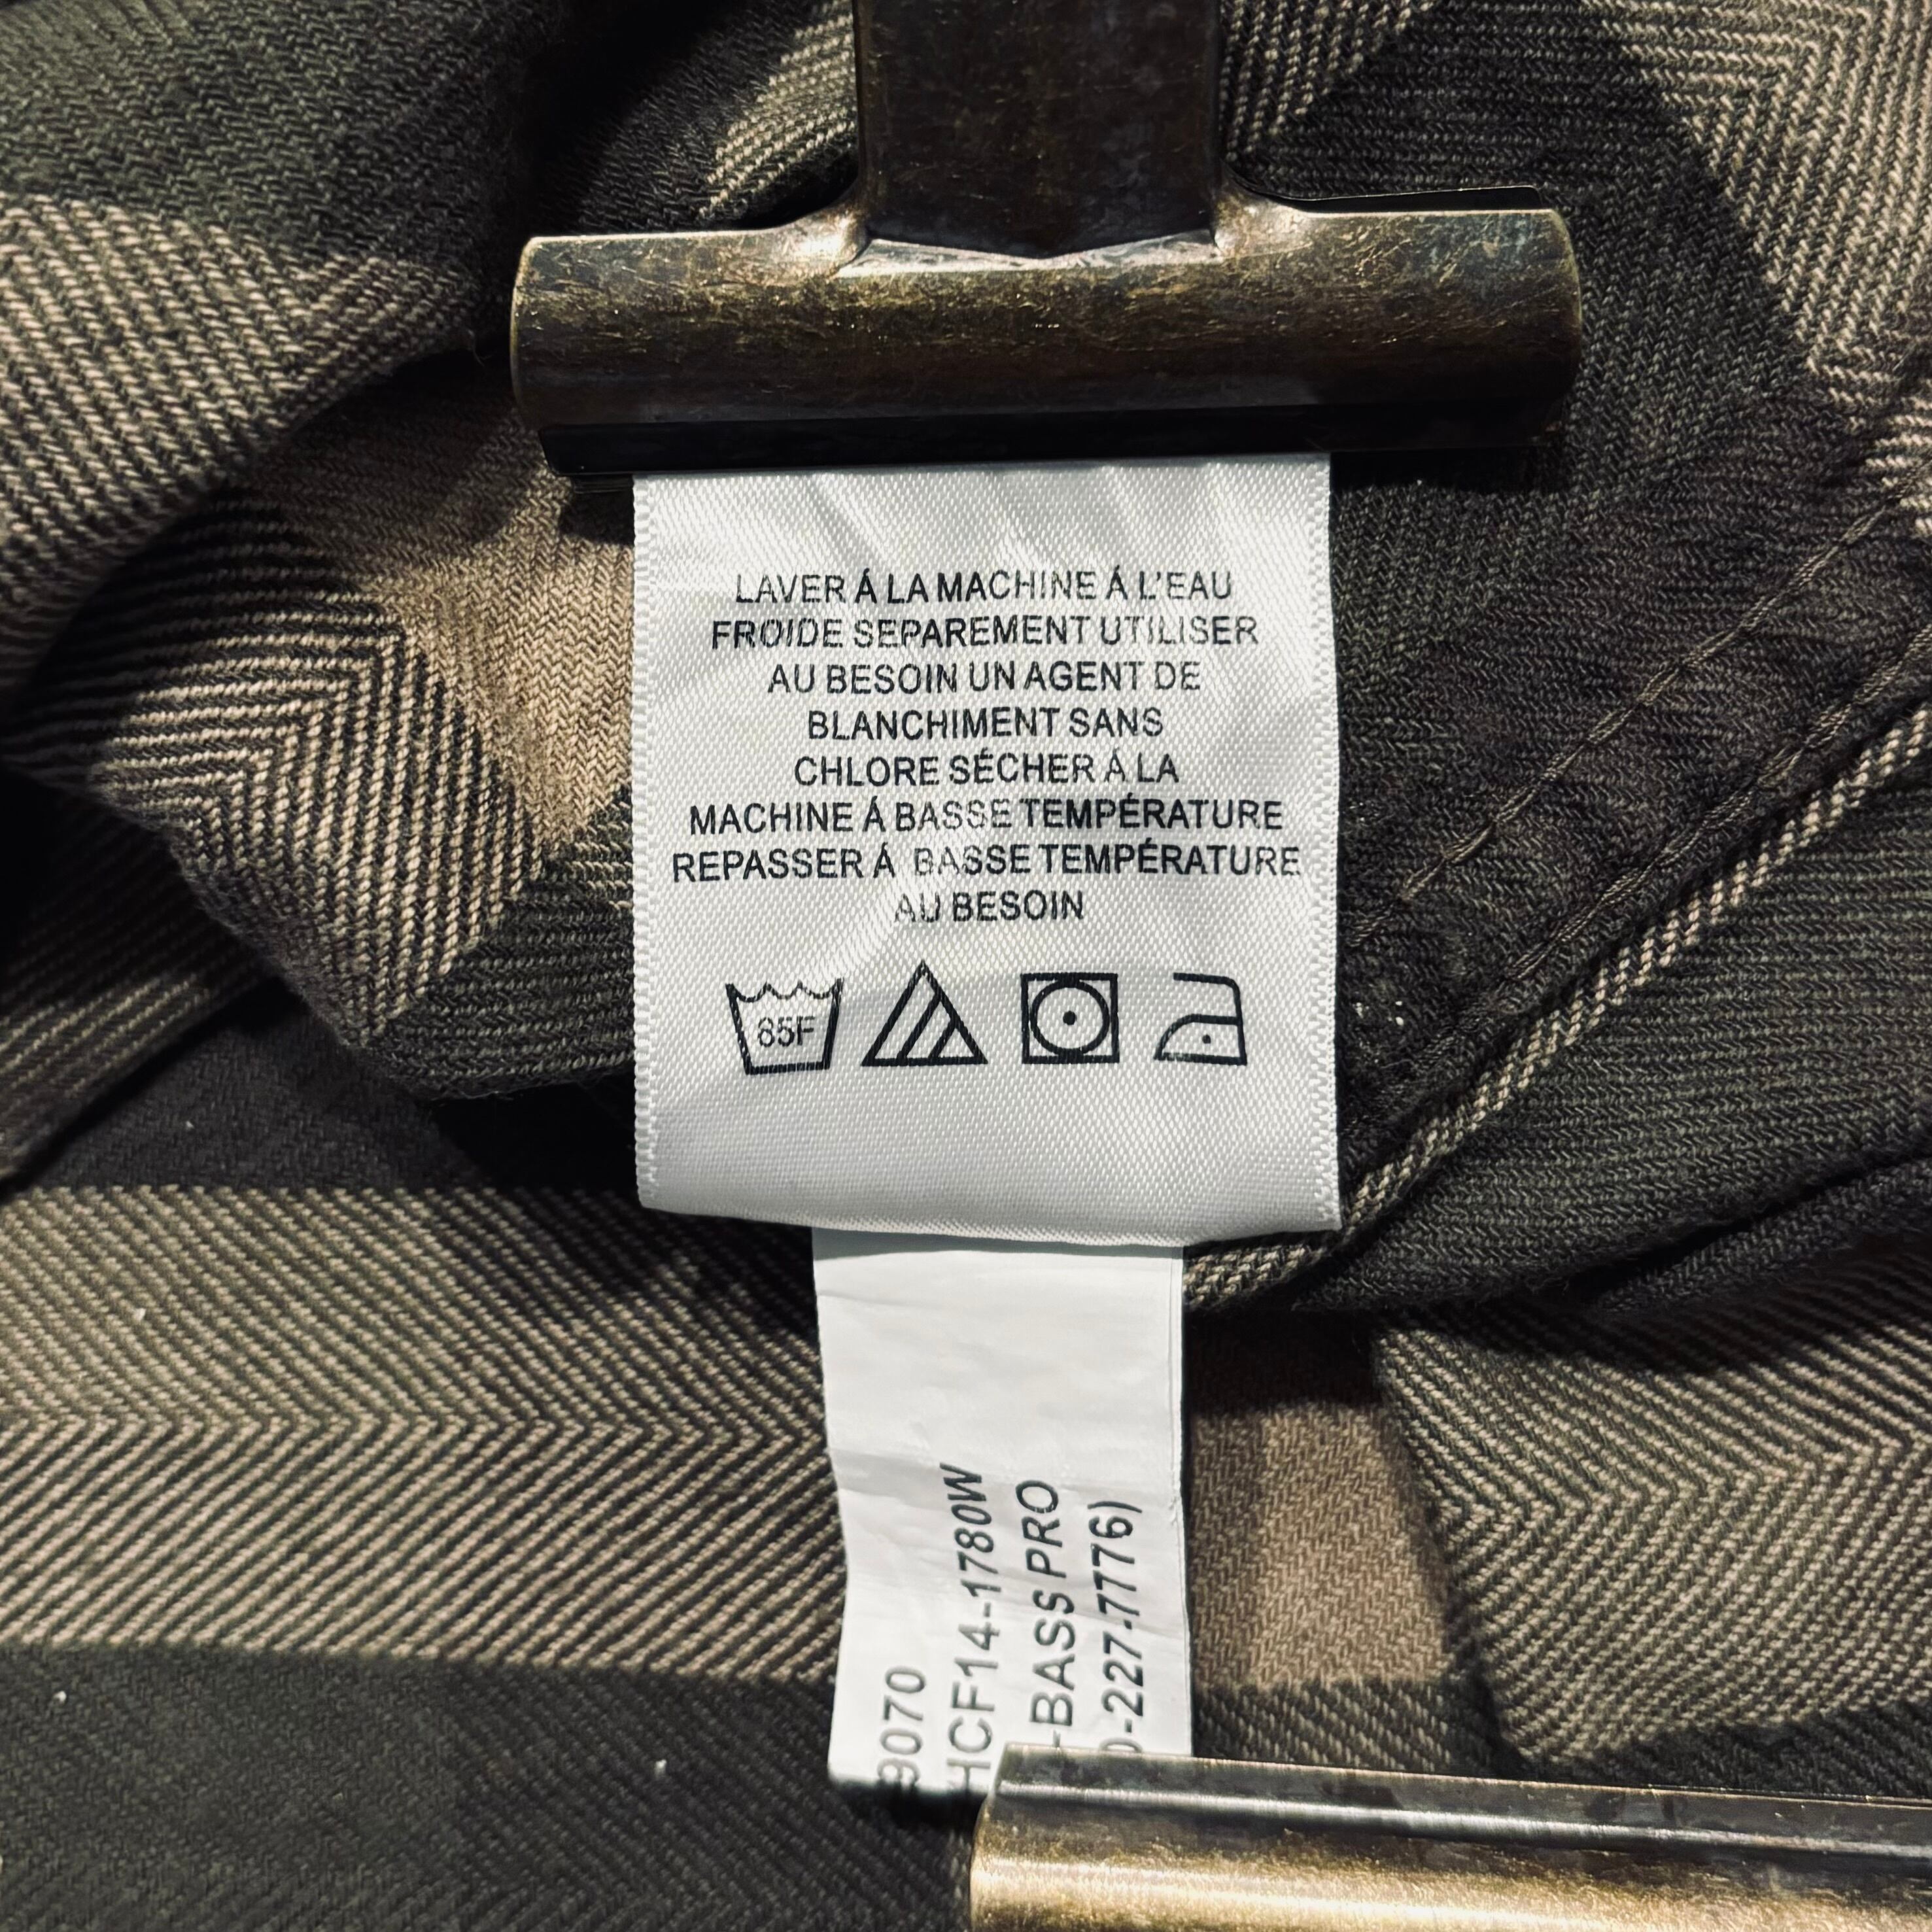 LAVER Á LA MACHINE Á L'EAU
FROIDE SEPAREMENT UTILISER
AU BESOIN UN AGENT DE
BLANCHIMENT SANS
CHLORE SÉCHER Á LA
MACHINE Á BASSE TEMPÉRATURE
REPASSER Á BASSE TEMPÉRATURE
AU BESOIN
85F
9070
HCF14-1780W
-BASS PRO
0-227-7776)